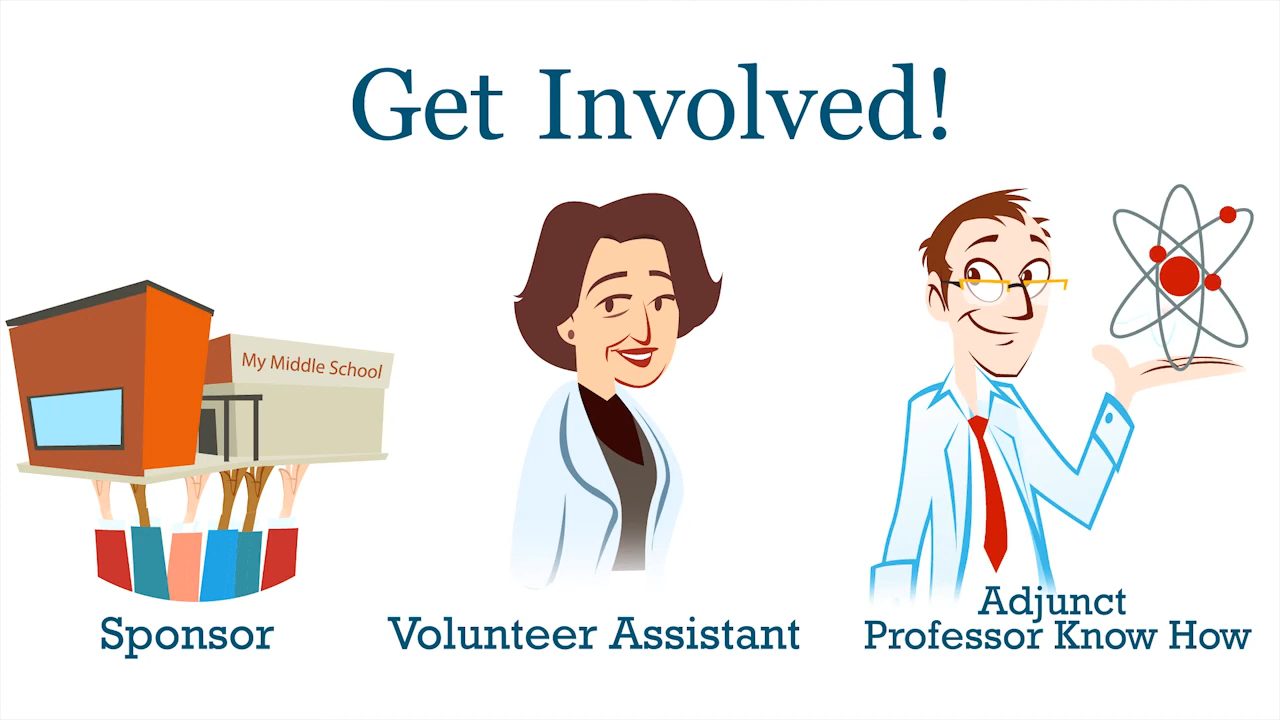 Get Involved!
My Middle School
Sponsor
Volunteer Assistant
Adjunct
Professor Know How